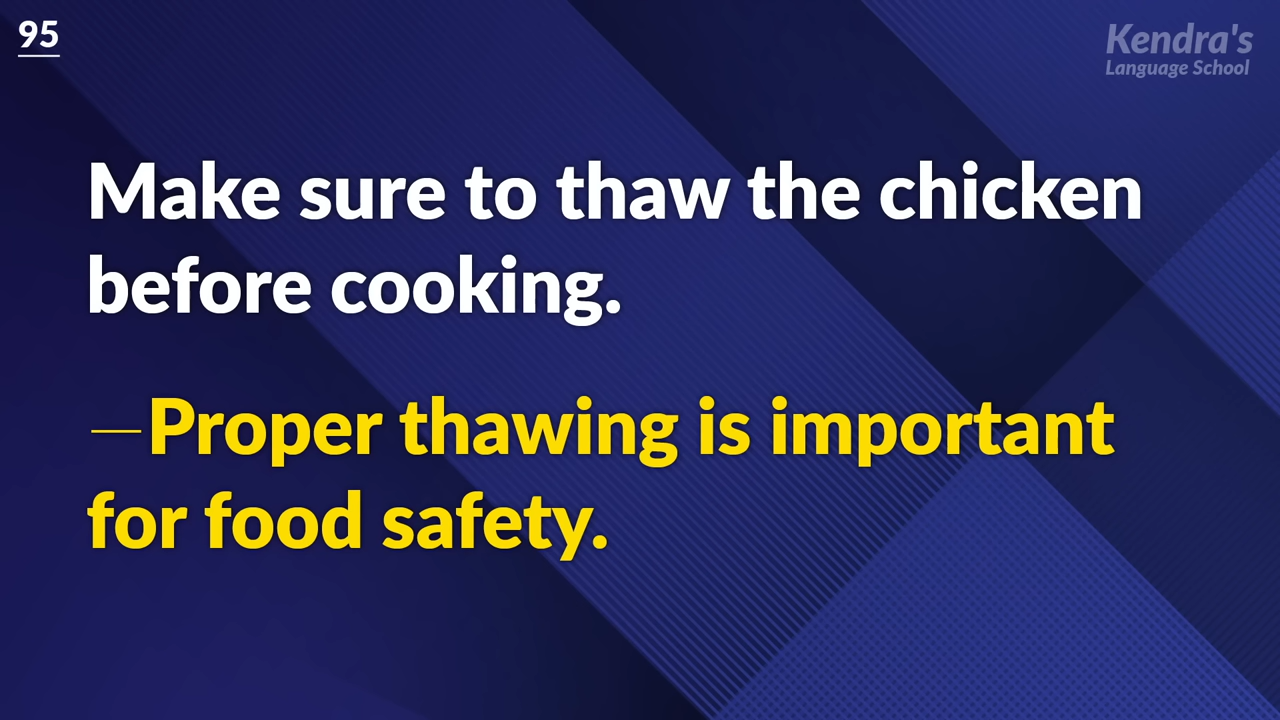 95
Kendra's
Language School
Make sure to thaw the chicken
before cooking.
—Proper thawing is important
for food safety.